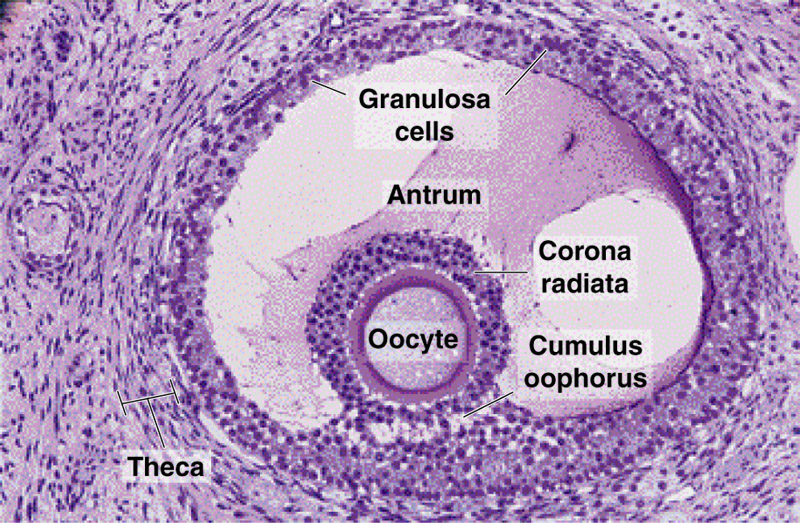 Granulosa
cells
Antrum
Corona
radiata
Oocyte
Cumulus
oophorus
Theca